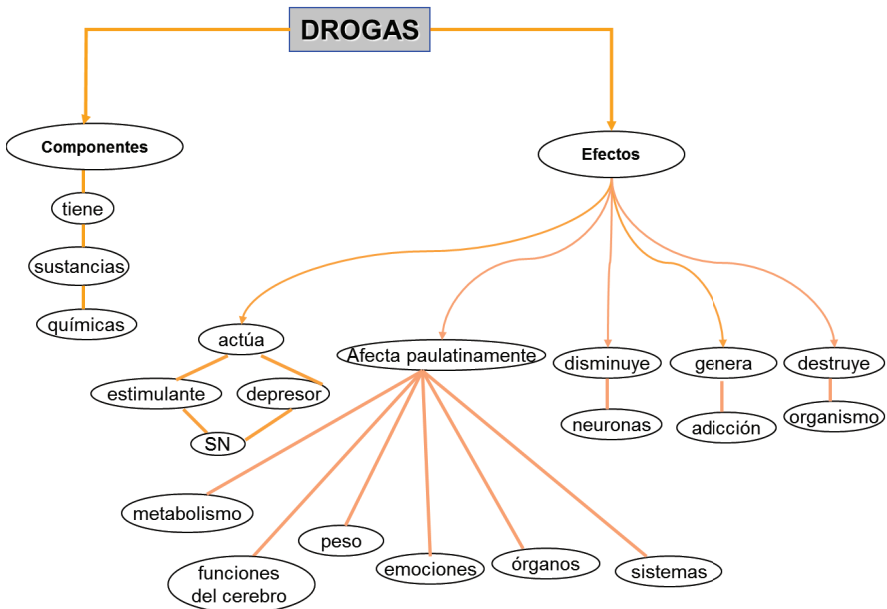 DROGAS
Componentes
Efectos
tiene
sustancias
químicas
actúa
estimulante
depresor
SN
Afecta paulatinamente
metabolismo
funciones
del cerebro
peso
emociones
órganos
sistemas
disminuye
neuronas
genera
adicción
destruye
organismo